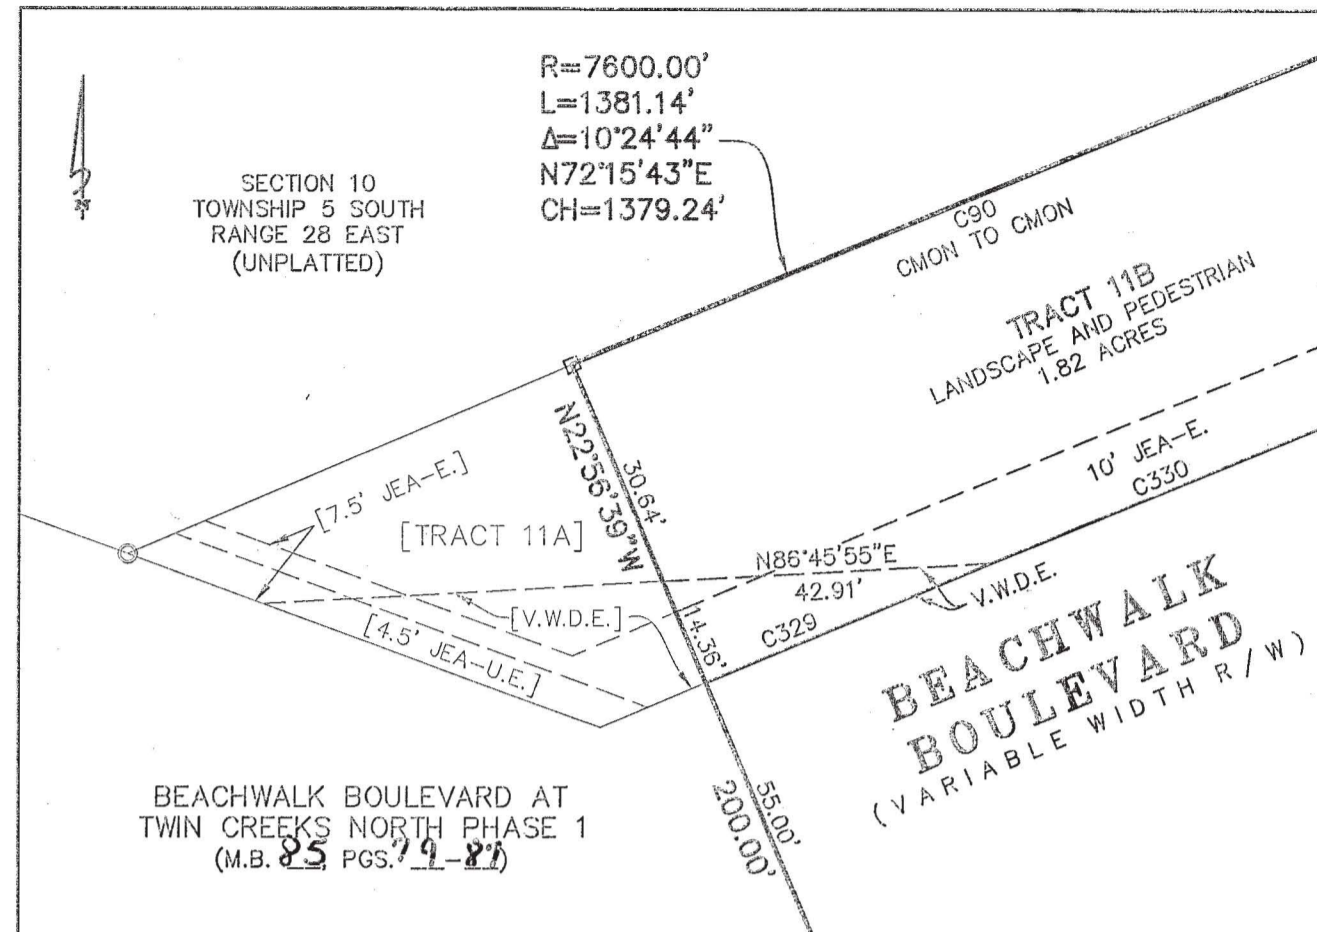 R=7600.00'
L=1381.14'
Δ=10°24'44"
N72°15'43"E
CH=1379.24'
SECTION 10
TOWNSHIP 5 SOUTH
RANGE 28 EAST
(UNPLATTED)
C90
CMON TO CMON
TRACT 11B
LANDSCAPE AND PEDESTRIAN
1.82 ACRES
10' JEA-E.
C330
N22°56'39"W
30.64'
[7.5' JEA-E.]
[TRACT 11A]
N86°45'55"E
42.91'
V.W.D.E.
[V.W.D.E.]
14.36'
C329
[4.5' JEA-U.E.]
BEACHWALK
BOULEVARD
(VARIABLE WIDTH R/W)
55.00'
200.00'
BEACHWALK BOULEVARD AT
TWIN CREEKS NORTH PHASE 1
(M.B. 85, PGS.